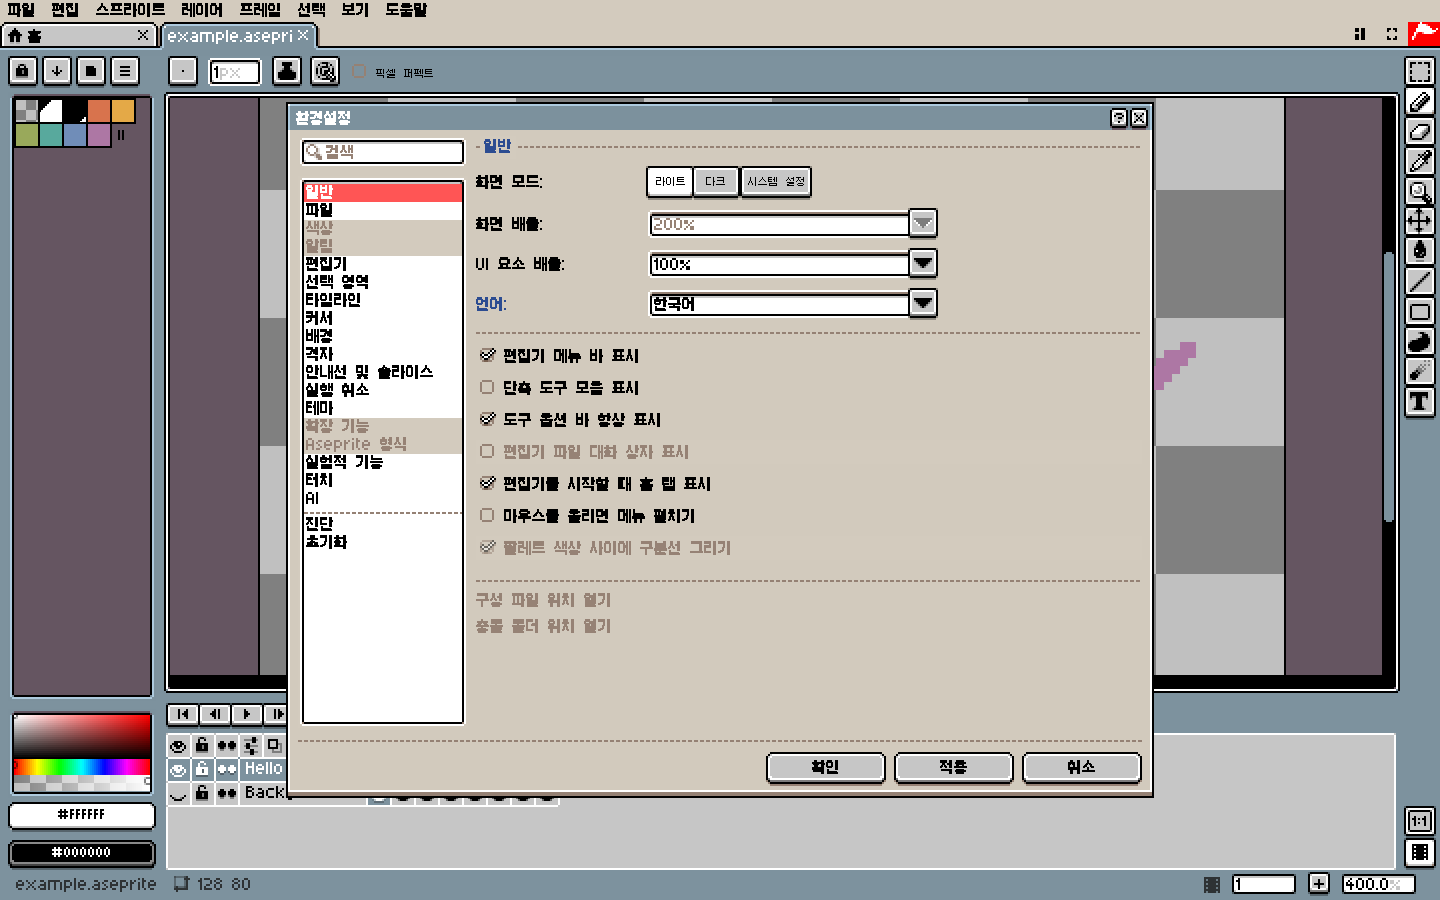 파일 편집 스프라이트 레이어 프레임 선택 보기 도움말
홈
example.asepri
1px
픽셀 퍼펙트
환경설정
검색
일반
파일
색상
알림
편집기
선택 영역
타임라인
커서
배경
격자
안내선 및 슬라이스
실행 취소
테마
확장 기능
Aseprite 형식
실험적 기능
터치
AI
진단
초기화
일반
화면 모드: 라이트 다크 시스템 설정
화면 배율: 200%
UI 요소 배율: 100%
언어: 한국어
편집기 메뉴 바 표시
단축 도구 모음 표시
도구 옵션 바 항상 표시
편집기 파일 대화 상자 표시
편집기를 시작할 때 홈 탭 표시
마우스를 올리면 메뉴 펼치기
팔레트 색상 사이에 구분선 그리기
구성 파일 위치 열기
충돌 폴더 위치 열기
확인 적용 취소
Hello
Back
#FFFFFF
#000000
T
1:1
example.aseprite 128 80
1
400.0%